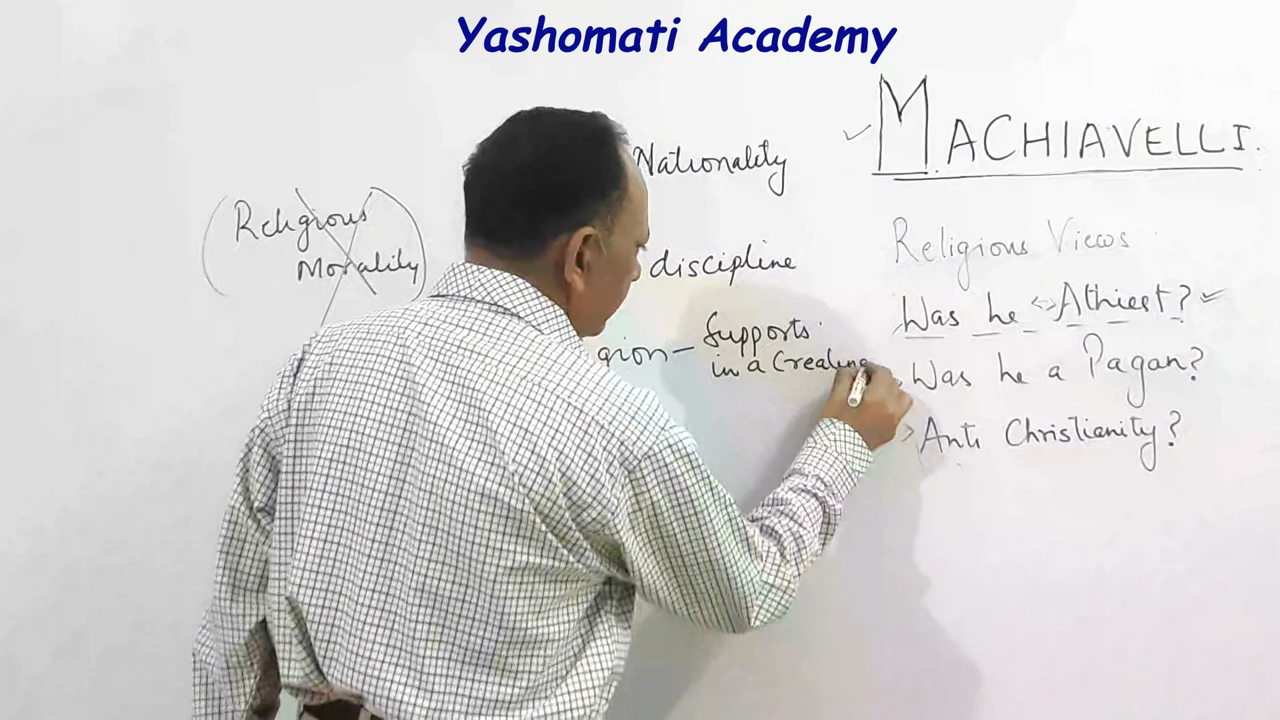 Yashomati Academy
MACHIAVELLI.
Religious Views
Was he <-> Athiest?
Was he a Pagan?
Anti Christianity?
Nationality
discipline
gion – Supports
in a Creating
(Religious
Morality)